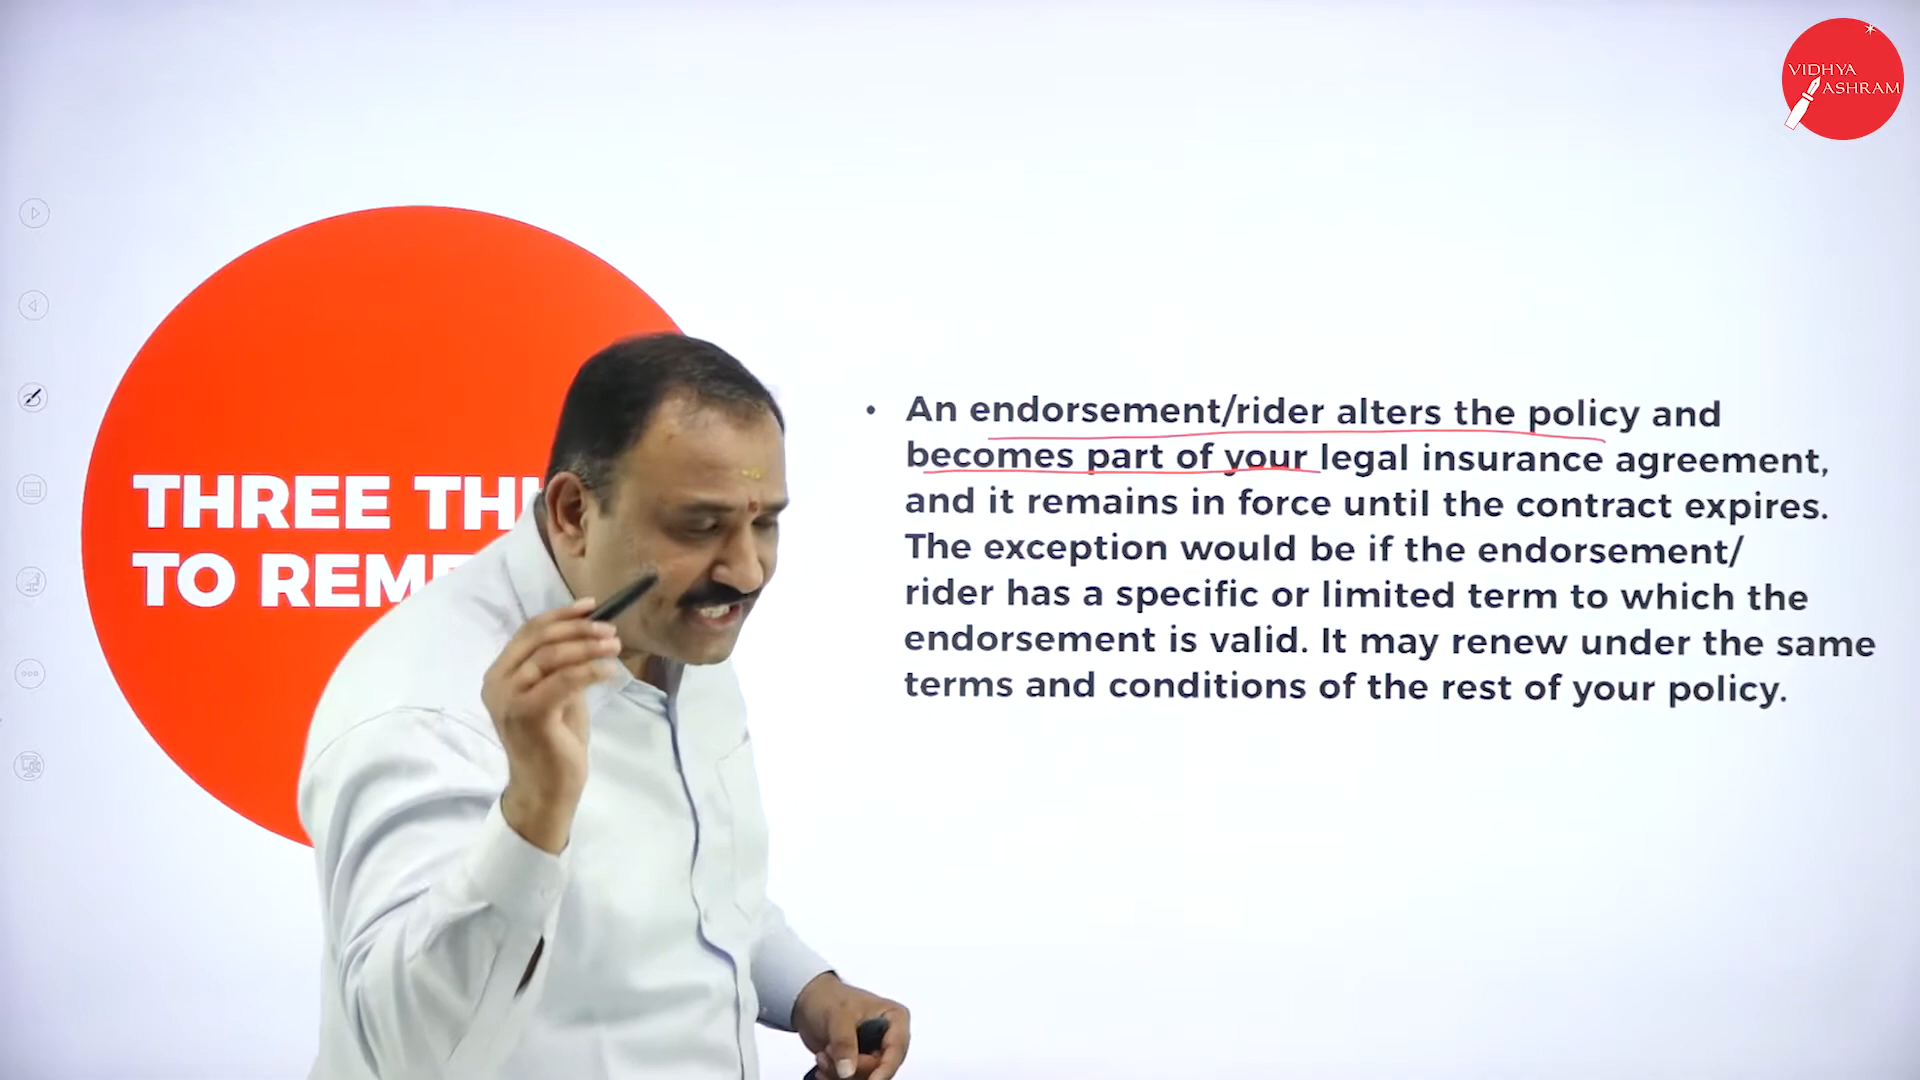 VIDHYA
ASHRAM
THREE
TO
An endorsement/rider alters the policy and
becomes part of your legal insurance agreement,
and it remains in force until the contract expires.
The exception would be if the endorsement/
rider has a specific or limited term to which the
endorsement is valid. It may renew under the same
terms and conditions of the rest of your policy.